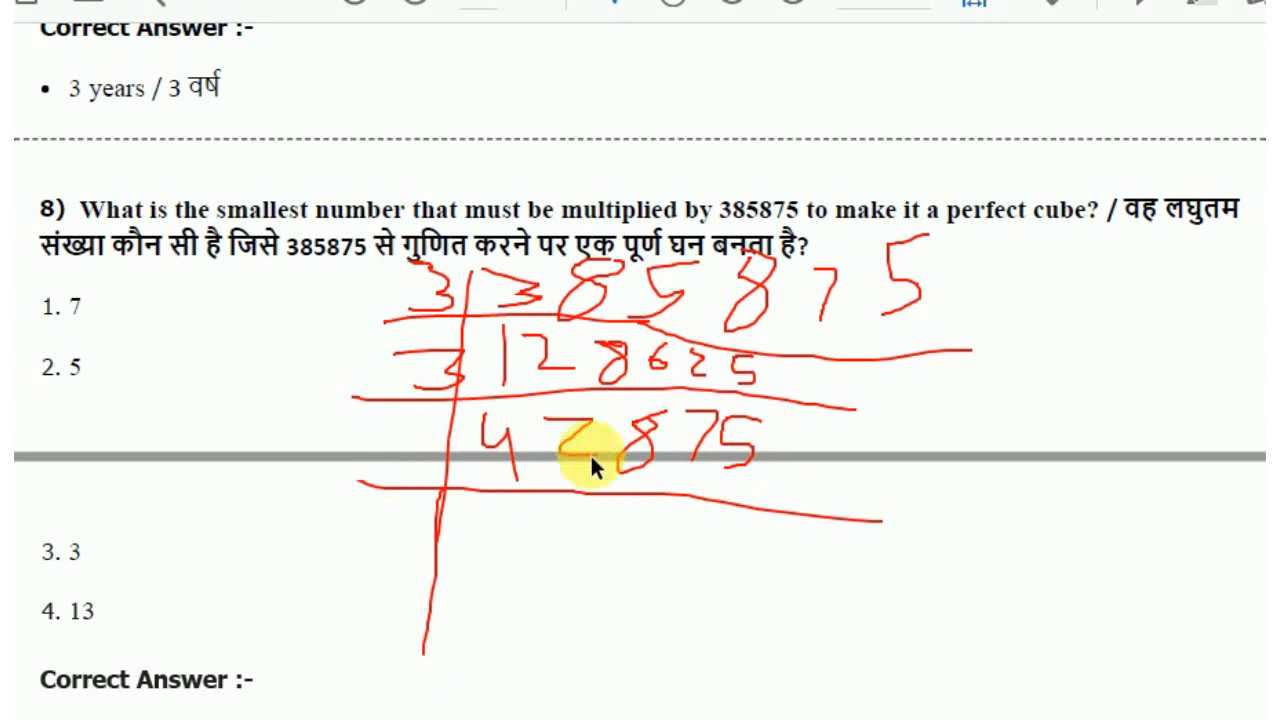 Correct Answer :-
• 3 years / 3 वर्ष
8) What is the smallest number that must be multiplied by 385875 to make it a perfect cube? / वह लघुतम
संख्या कौन सी है जिसे 385875 से गुणित करने पर एक पूर्ण घन बनता है?
3 385875
1. 7
3 128625
2. 5
42875
3. 3
4. 13
Correct Answer :-